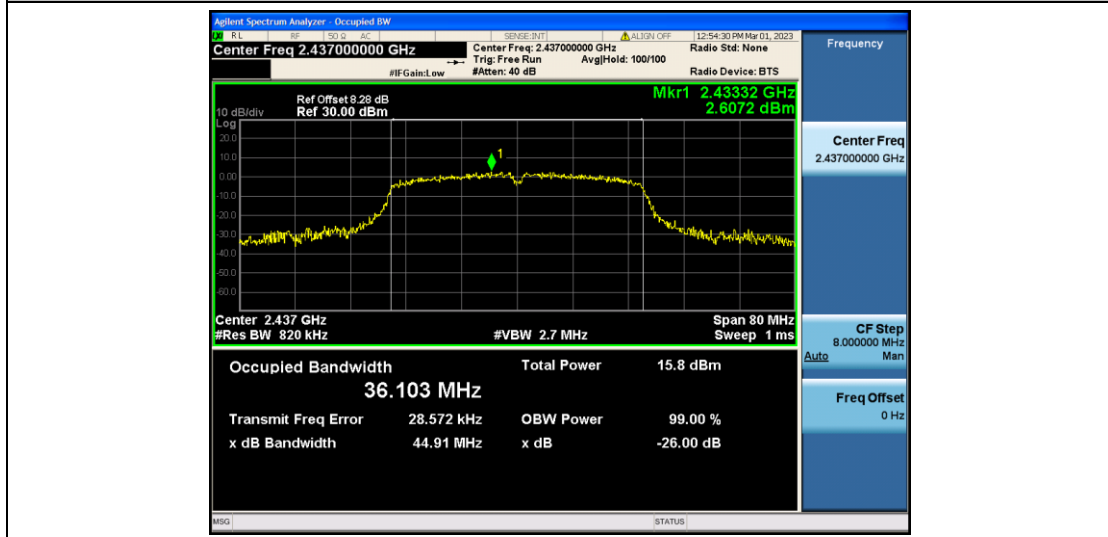 Agilent Spectrum Analyzer - Occupied BW
RL RF 50 Ω AC SENSE:INT ALIGN OFF 12:54:30 PM Mar 01, 2023
Center Freq 2.437000000 GHz
Center Freq: 2.437000000 GHz Radio Std: None
Trig: Free Run Avg|Hold: 100/100
#IFGain:Low #Atten: 40 dB Radio Device: BTS
Frequency
Mkr1 2.43332 GHz
2.6072 dBm
Ref Offset 8.28 dB
10 dB/div Ref 30.00 dBm
Log
20.0
10.0
0.00
-10.0
-20.0
-30.0
-40.0
-50.0
-60.0
1
Center 2.437 GHz Span 80 MHz
#Res BW 820 kHz #VBW 2.7 MHz Sweep 1 ms
Occupied Bandwidth Total Power 15.8 dBm
36.103 MHz
Transmit Freq Error 28.572 kHz OBW Power 99.00 %
x dB Bandwidth 44.91 MHz x dB -26.00 dB
Center Freq
2.437000000 GHz
CF Step
8.000000 MHz
Auto Man
Freq Offset
0 Hz
MSG STATUS